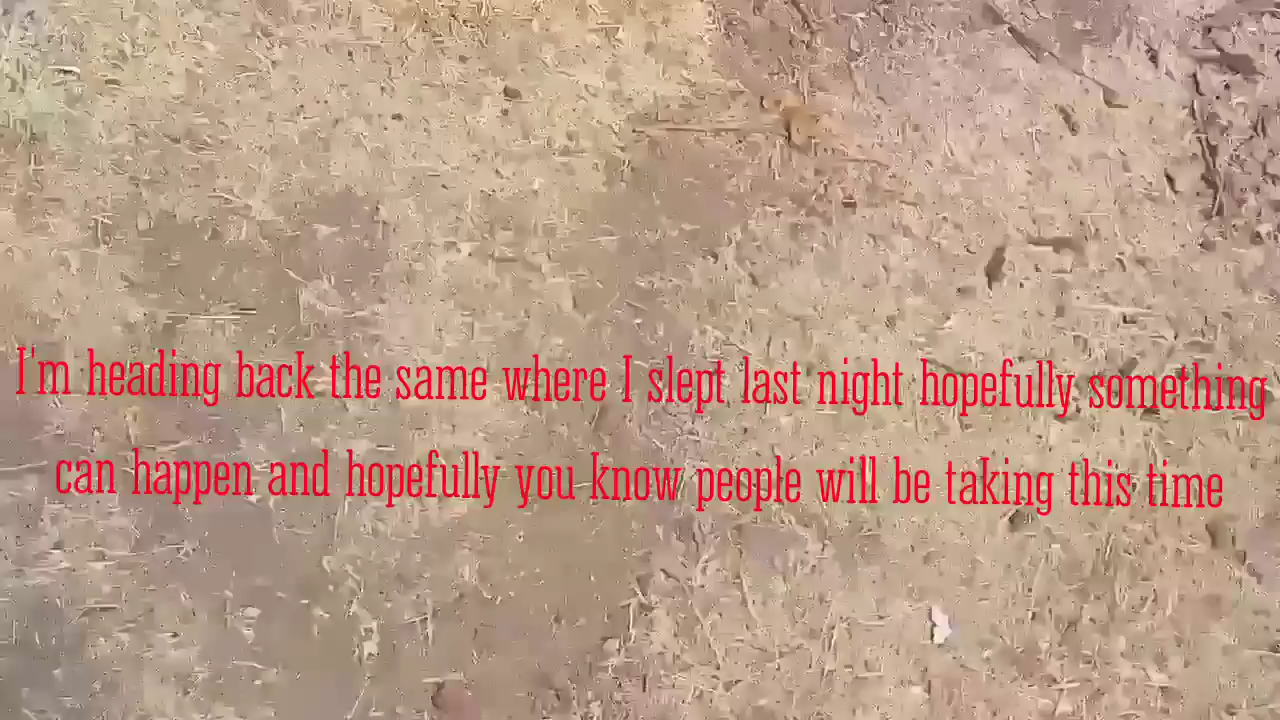 I'm heading back the same where I slept last night hopefully something
can happen and hopefully you know people will be taking this time